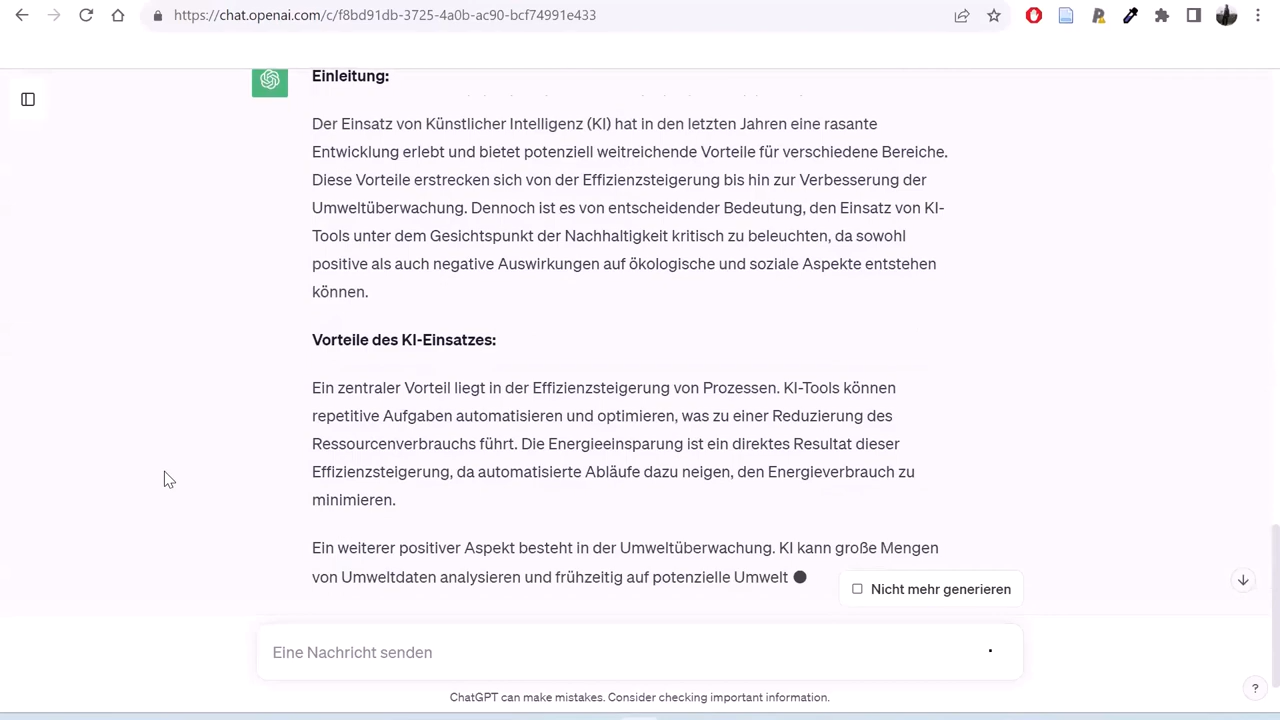 https://chat.openai.com/c/f8bd91db-3725-4a0b-ac90-bcf74991e433
Einleitung:
Der Einsatz von Künstlicher Intelligenz (KI) hat in den letzten Jahren eine rasante
Entwicklung erlebt und bietet potenziell weitreichende Vorteile für verschiedene Bereiche.
Diese Vorteile erstrecken sich von der Effizienzsteigerung bis hin zur Verbesserung der
Umweltüberwachung. Dennoch ist es von entscheidender Bedeutung, den Einsatz von KI-
Tools unter dem Gesichtspunkt der Nachhaltigkeit kritisch zu beleuchten, da sowohl
positive als auch negative Auswirkungen auf ökologische und soziale Aspekte entstehen
können.
Vorteile des KI-Einsatzes:
Ein zentraler Vorteil liegt in der Effizienzsteigerung von Prozessen. KI-Tools können
repetitive Aufgaben automatisieren und optimieren, was zu einer Reduzierung des
Ressourcenverbrauchs führt. Die Energieeinsparung ist ein direktes Resultat dieser
Effizienzsteigerung, da automatisierte Abläufe dazu neigen, den Energieverbrauch zu
minimieren.
Ein weiterer positiver Aspekt besteht in der Umweltüberwachung. KI kann große Mengen
von Umweltdaten analysieren und frühzeitig auf potenzielle Umwelt
Nicht mehr generieren
Eine Nachricht senden
ChatGPT can make mistakes. Consider checking important information.
?